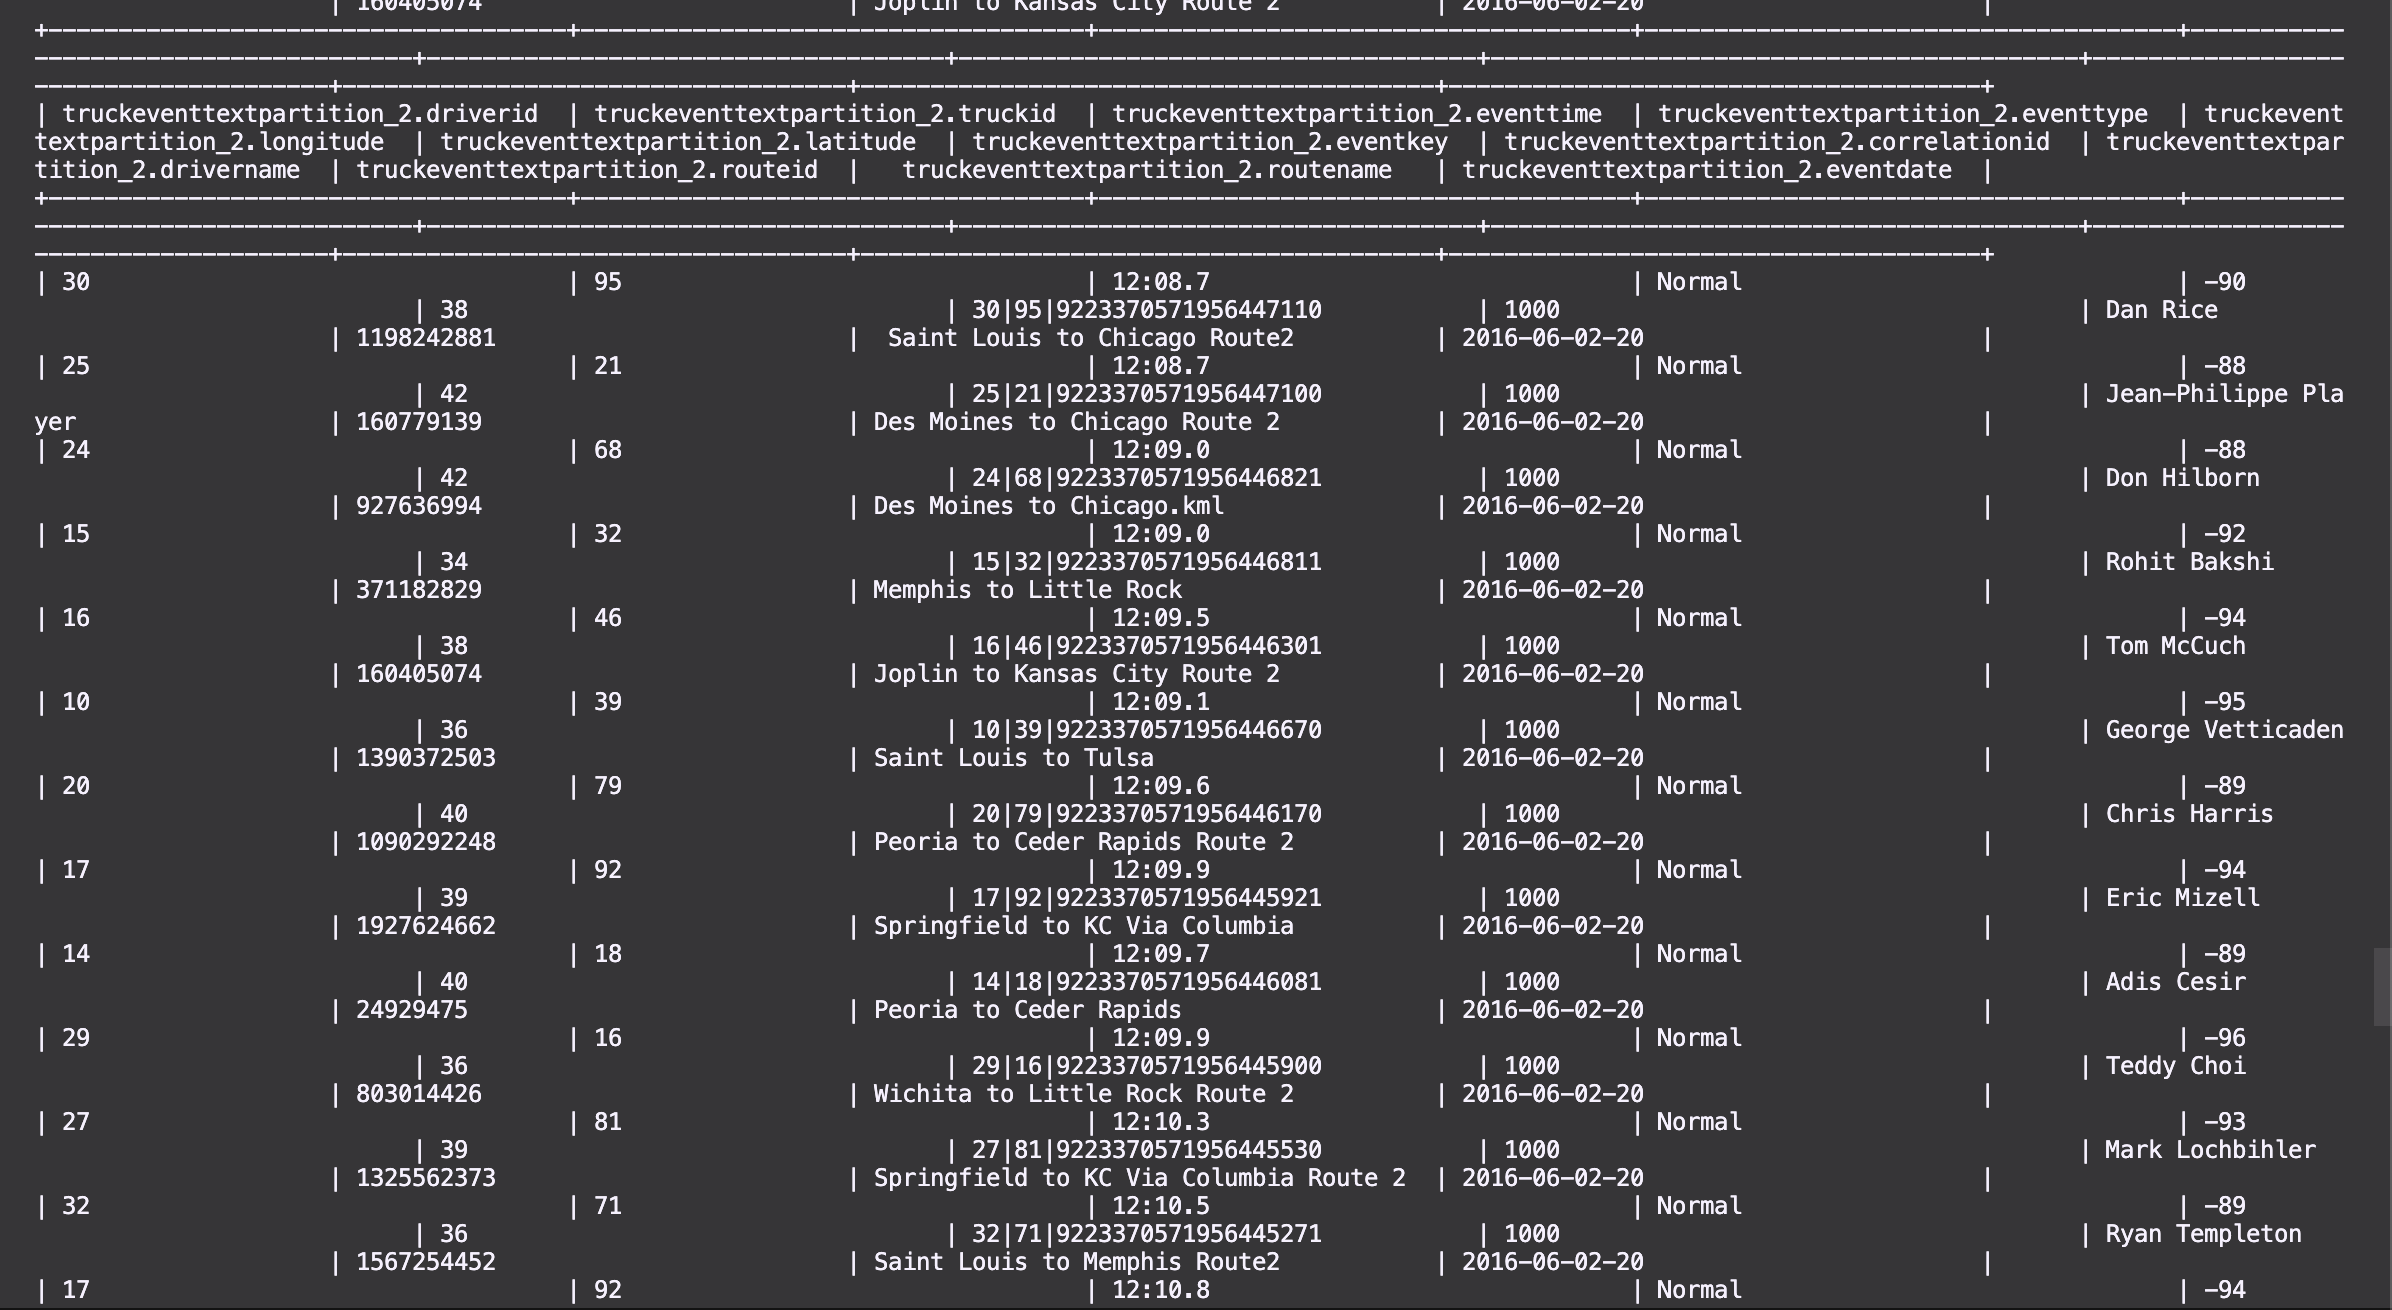 | 160405074 | Joplin to Kansas City Route 2 | 2016-06-02-20 |
+-------------------------------------+-------------------------------------+---------------------------------------+--------------------------------------+-----------
---------------------------+-------------------------------------+-------------------------------------+------------------------------------------+------------------
---------------------+------------------------------------+-----------------------------------------+--------------------------------------+
| truckeventtextpartition_2.driverid | truckeventtextpartition_2.truckid | truckeventtextpartition_2.eventtime | truckeventtextpartition_2.eventtype | truckevent
textpartition_2.longitude | truckeventtextpartition_2.latitude | truckeventtextpartition_2.eventkey | truckeventtextpartition_2.correlationid | truckeventtextpar
tition_2.drivername | truckeventtextpartition_2.routeid | truckeventtextpartition_2.routename | truckeventtextpartition_2.eventdate |
+-------------------------------------+-------------------------------------+---------------------------------------+--------------------------------------+-----------
---------------------------+-------------------------------------+-------------------------------------+------------------------------------------+------------------
---------------------+------------------------------------+-----------------------------------------+--------------------------------------+
| 30 | 95 | 12:08.7 | Normal | -90
| 38 | 30|95|9223370571956447110 | 1000 | Dan Rice
| 1198242881 | Saint Louis to Chicago Route2 | 2016-06-02-20 |
| 25 | 21 | 12:08.7 | Normal | -88
| 42 | 25|21|9223370571956447100 | 1000 | Jean-Philippe Pla
yer | 160779139 | Des Moines to Chicago Route 2 | 2016-06-02-20 |
| 24 | 68 | 12:09.0 | Normal | -88
| 42 | 24|68|9223370571956446821 | 1000 | Don Hilborn
| 927636994 | Des Moines to Chicago.kml | 2016-06-02-20 |
| 15 | 32 | 12:09.0 | Normal | -92
| 34 | 15|32|9223370571956446811 | 1000 | Rohit Bakshi
| 371182829 | Memphis to Little Rock | 2016-06-02-20 |
| 16 | 46 | 12:09.5 | Normal | -94
| 38 | 16|46|9223370571956446301 | 1000 | Tom McCuch
| 160405074 | Joplin to Kansas City Route 2 | 2016-06-02-20 |
| 10 | 39 | 12:09.1 | Normal | -95
| 36 | 10|39|9223370571956446670 | 1000 | George Vetticaden
| 1390372503 | Saint Louis to Tulsa | 2016-06-02-20 |
| 20 | 79 | 12:09.6 | Normal | -89
| 40 | 20|79|9223370571956446170 | 1000 | Chris Harris
| 1090292248 | Peoria to Ceder Rapids Route 2 | 2016-06-02-20 |
| 17 | 92 | 12:09.9 | Normal | -94
| 39 | 17|92|9223370571956445921 | 1000 | Eric Mizell
| 1927624662 | Springfield to KC Via Columbia | 2016-06-02-20 |
| 14 | 18 | 12:09.7 | Normal | -89
| 40 | 14|18|9223370571956446081 | 1000 | Adis Cesir
| 24929475 | Peoria to Ceder Rapids | 2016-06-02-20 |
| 29 | 16 | 12:09.9 | Normal | -96
| 36 | 29|16|9223370571956445900 | 1000 | Teddy Choi
| 803014426 | Wichita to Little Rock Route 2 | 2016-06-02-20 |
| 27 | 81 | 12:10.3 | Normal | -93
| 39 | 27|81|9223370571956445530 | 1000 | Mark Lochbihler
| 1325562373 | Springfield to KC Via Columbia Route 2 | 2016-06-02-20 |
| 32 | 71 | 12:10.5 | Normal | -89
| 36 | 32|71|9223370571956445271 | 1000 | Ryan Templeton
| 1567254452 | Saint Louis to Memphis Route2 | 2016-06-02-20 |
| 17 | 92 | 12:10.8 | Normal | -94